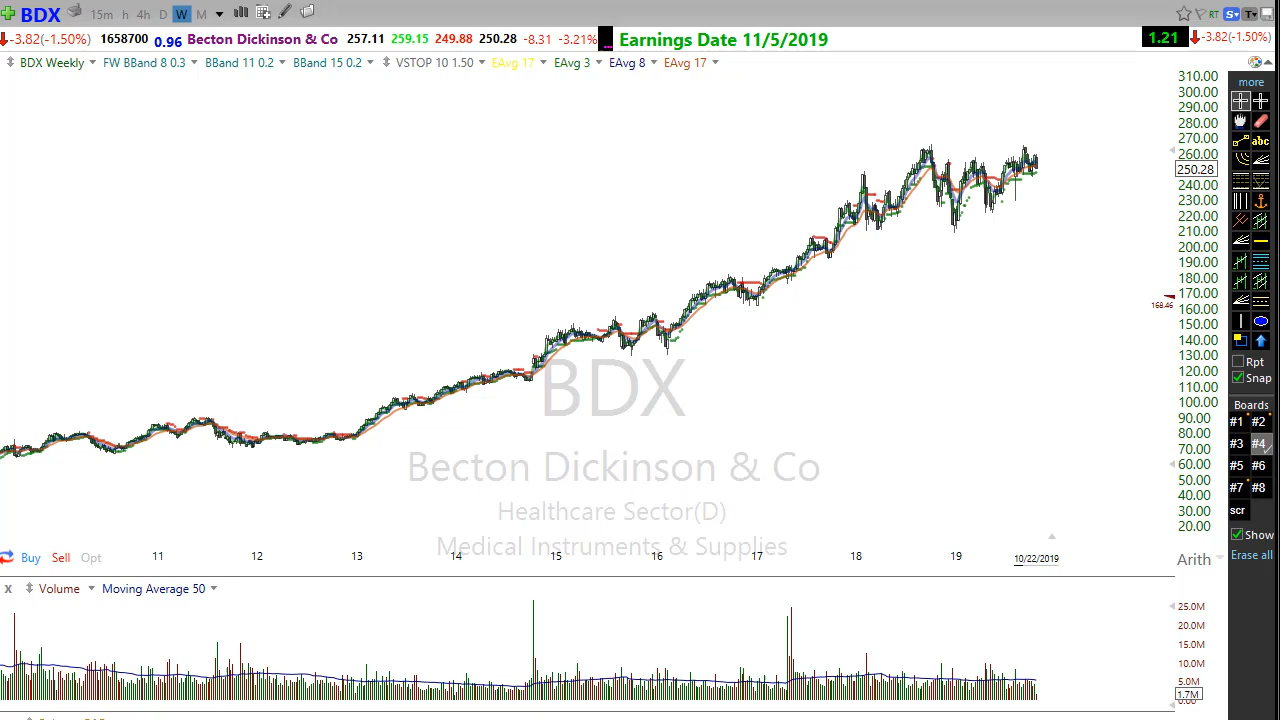 BDX 15m h 4h D W M RT S T
-3.82(-1.50%) 1658700 0.96 Becton Dickinson & Co 257.11 259.15 249.88 250.28 -8.31 -3.21% Earnings Date 11/5/2019 1.21 -3.82(-1.50%)
BDX Weekly FW BBand 8 0.3 BBand 11 0.2 BBand 15 0.2 VSTOP 10 1.50 EAvg 17 EAvg 3 EAvg 8 EAvg 17
310.00
300.00
290.00
280.00
270.00
260.00
250.28
240.00
230.00
220.00
210.00
200.00
190.00
180.00
170.00
168.46
160.00
150.00
140.00
130.00
120.00
110.00
100.00
90.00
80.00
70.00
60.00
50.00
40.00
30.00
20.00
BDX
Becton Dickinson & Co
Healthcare Sector(D)
Medical Instruments & Supplies
Buy Sell Opt 11 12 13 14 15 16 17 18 19 10/22/2019 Arith
X Volume Moving Average 50
25.0M
20.0M
15.0M
10.0M
5.0M
1.7M
more
abc
Rpt
Snap
Boards
#1 #2
#3 #4
#5 #6
#7 #8
scr
Show
Erase all